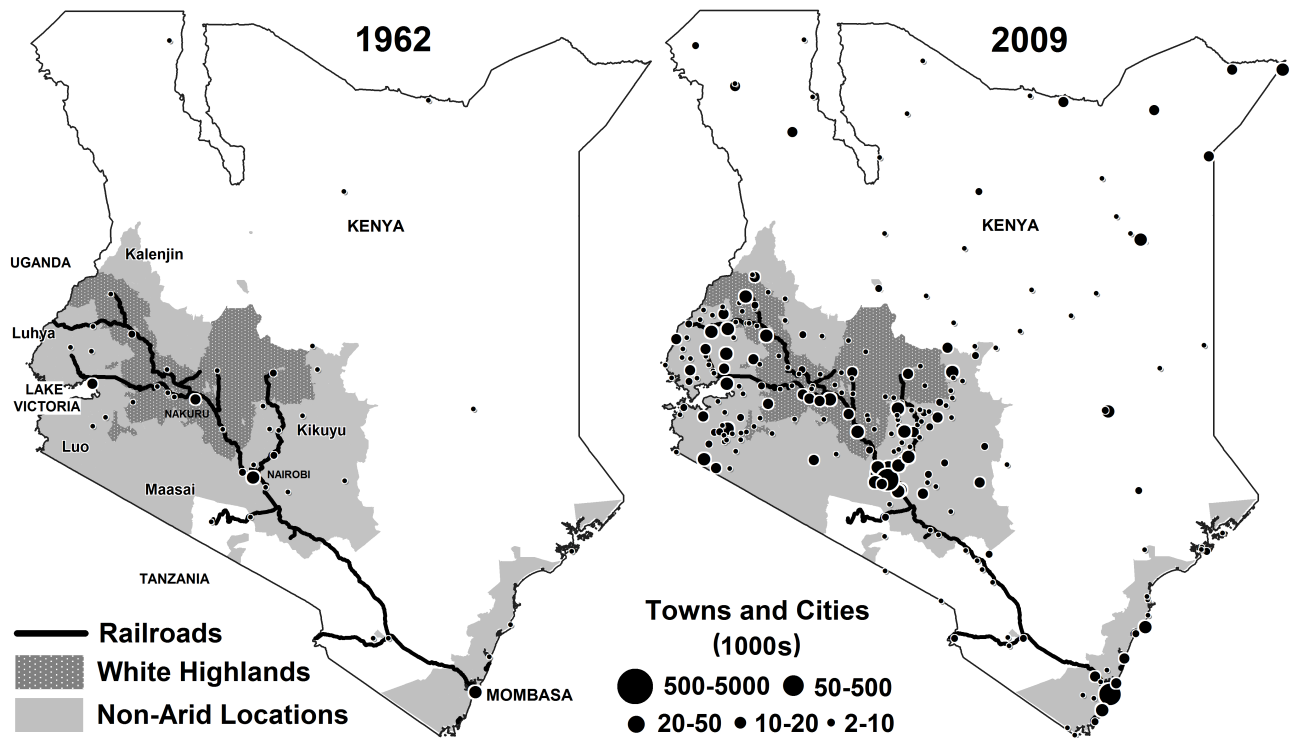 1962
2009
KENYA
KENYA
Kalenjin
UGANDA
Luhya
LAKE
VICTORIA
NAKURU
Kikuyu
Luo
NAIROBI
Maasai
TANZANIA
MOMBASA
Railroads
White Highlands
Non-Arid Locations
Towns and Cities
(1000s)
500-5000 50-500
20-50 10-20 2-10